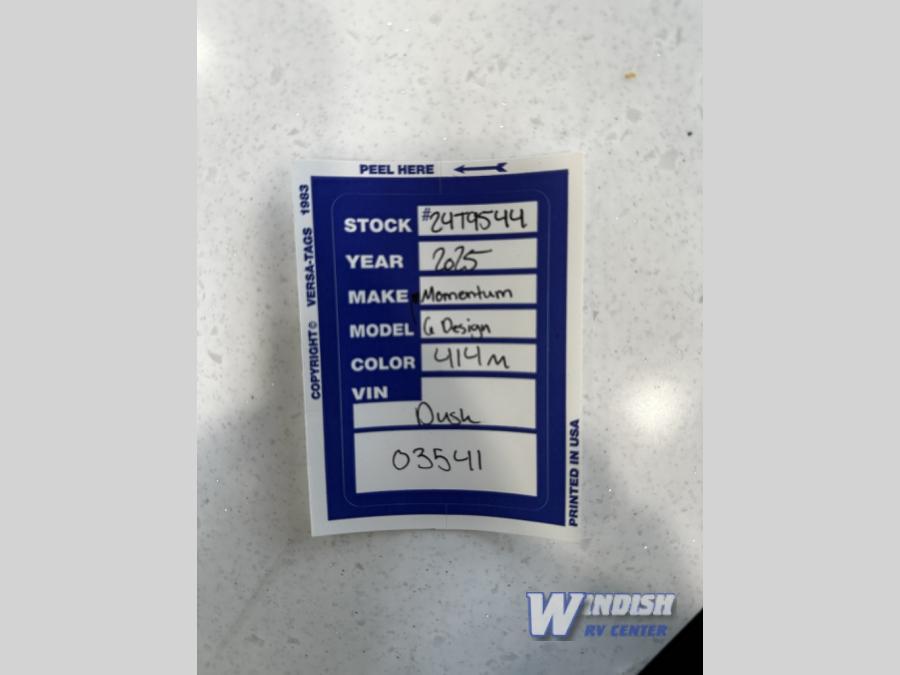 PEEL HERE
COPYRIGHT© VERSA-TAGS 1983
STOCK #24T9544
YEAR 2025
MAKE Momentum
MODEL G Design
COLOR 414M
VIN
Dusk
03541
PRINTED IN USA
WINDISH
RV CENTER